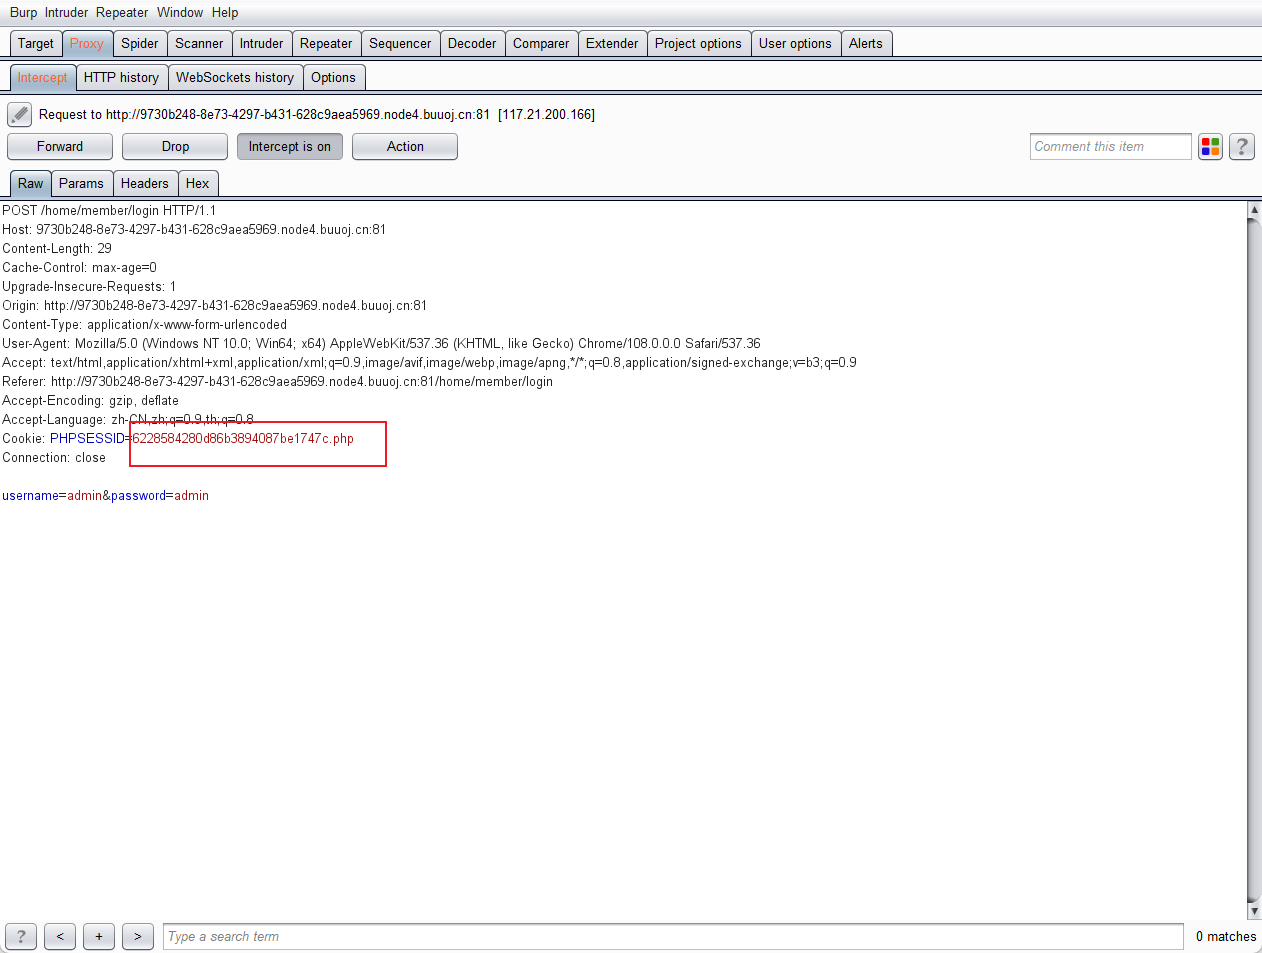 Burp Intruder Repeater Window Help
Target Proxy Spider Scanner Intruder Repeater Sequencer Decoder Comparer Extender Project options User options Alerts
Intercept HTTP history WebSockets history Options
Request to http://9730b248-8e73-4297-b431-628c9aea5969.node4.buuoj.cn:81 [117.21.200.166]
Forward Drop Intercept is on Action Comment this item ?
Raw Params Headers Hex
POST /home/member/login HTTP/1.1
Host: 9730b248-8e73-4297-b431-628c9aea5969.node4.buuoj.cn:81
Content-Length: 29
Cache-Control: max-age=0
Upgrade-Insecure-Requests: 1
Origin: http://9730b248-8e73-4297-b431-628c9aea5969.node4.buuoj.cn:81
Content-Type: application/x-www-form-urlencoded
User-Agent: Mozilla/5.0 (Windows NT 10.0; Win64; x64) AppleWebKit/537.36 (KHTML, like Gecko) Chrome/108.0.0.0 Safari/537.36
Accept: text/html,application/xhtml+xml,application/xml;q=0.9,image/avif,image/webp,image/apng,*/*;q=0.8,application/signed-exchange;v=b3;q=0.9
Referer: http://9730b248-8e73-4297-b431-628c9aea5969.node4.buuoj.cn:81/home/member/login
Accept-Encoding: gzip, deflate
Accept-Language: zh-CN,zh;q=0.9,th;q=0.8
Cookie: PHPSESSID=6228584280d86b3894087be1747c.php
Connection: close
username=admin&password=admin
? < + > Type a search term 0 matches